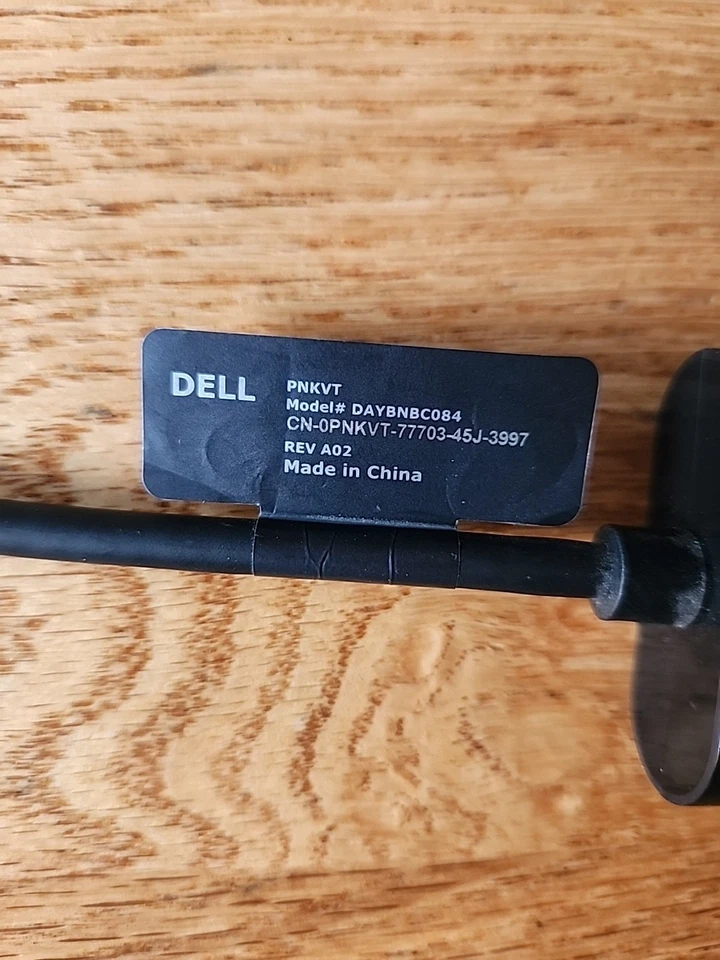 DELL
PNKVT
Model# DAYBNBC084
CN-0PNKVT-77703-45J-3997
REV A02
Made in China